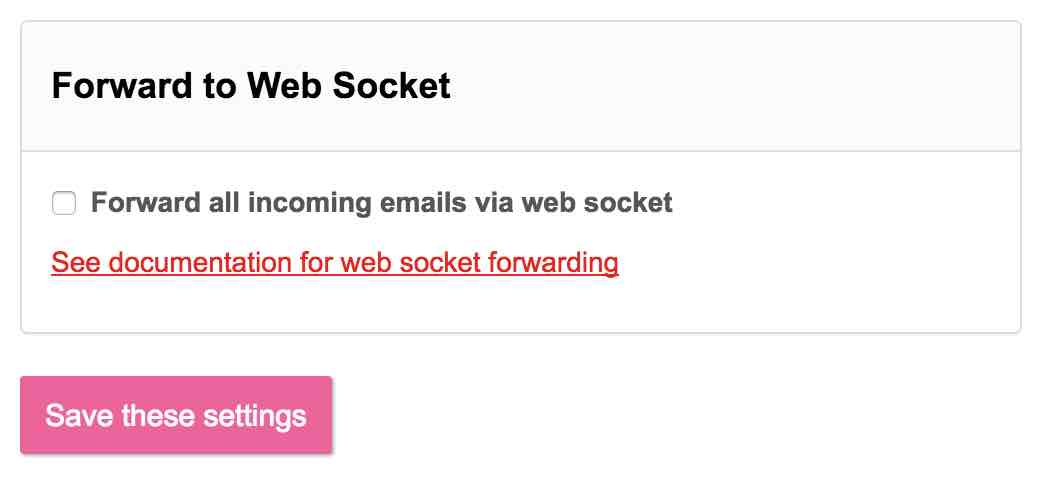 Forward to Web Socket
Forward all incoming emails via web socket
See documentation for web socket forwarding
Save these settings